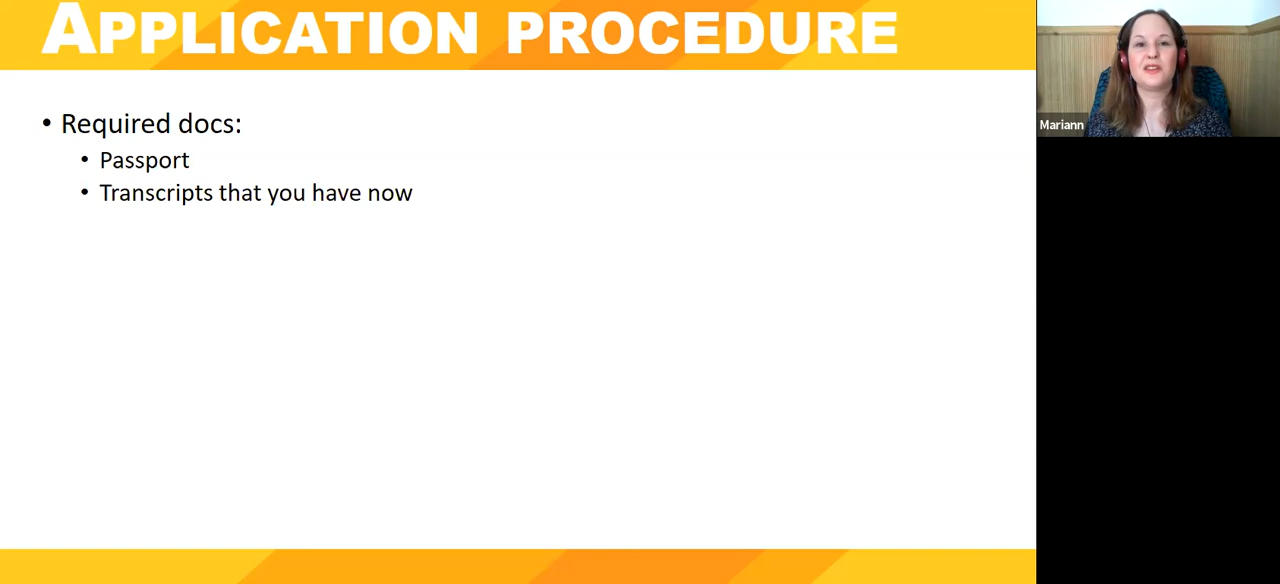 APPLICATION PROCEDURE
• Required docs:
• Passport
• Transcripts that you have now
Mariann